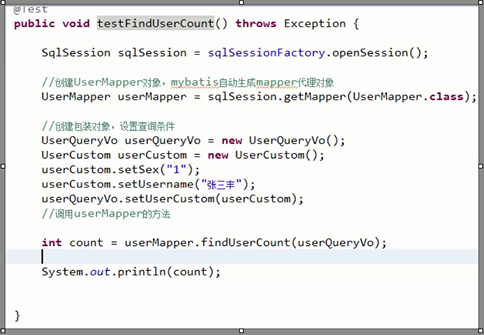 @Test
public void testFindUserCount() throws Exception {
SqlSession sqlSession = sqlSessionFactory.openSession();
//创建UserMapper对象，mybatis自动生成mapper代理对象
UserMapper userMapper = sqlSession.getMapper(UserMapper.class);
//创建包装对象，设置查询条件
UserQueryVo userQueryVo = new UserQueryVo();
UserCustom userCustom = new UserCustom();
userCustom.setSex("1");
userCustom.setUsername("张三丰");
userQueryVo.setUserCustom(userCustom);
//调用userMapper的方法
int count = userMapper.findUserCount(userQueryVo);
System.out.println(count);
}